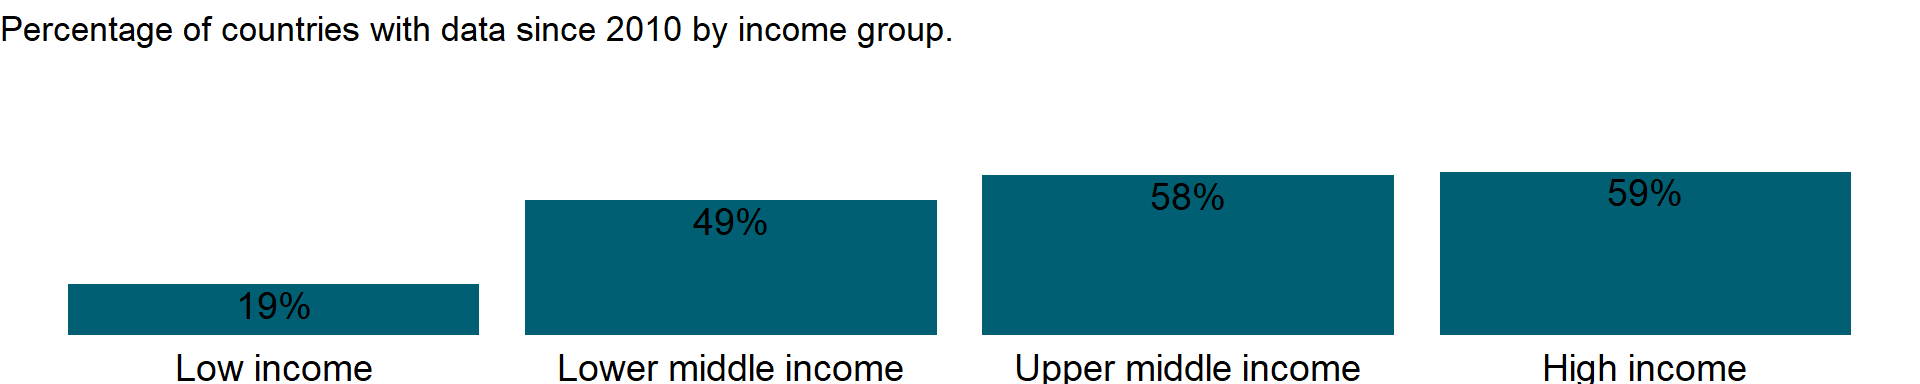 Percentage of countries with data since 2010 by income group.
19%
49%
58%
59%
Low income
Lower middle income
Upper middle income
High income